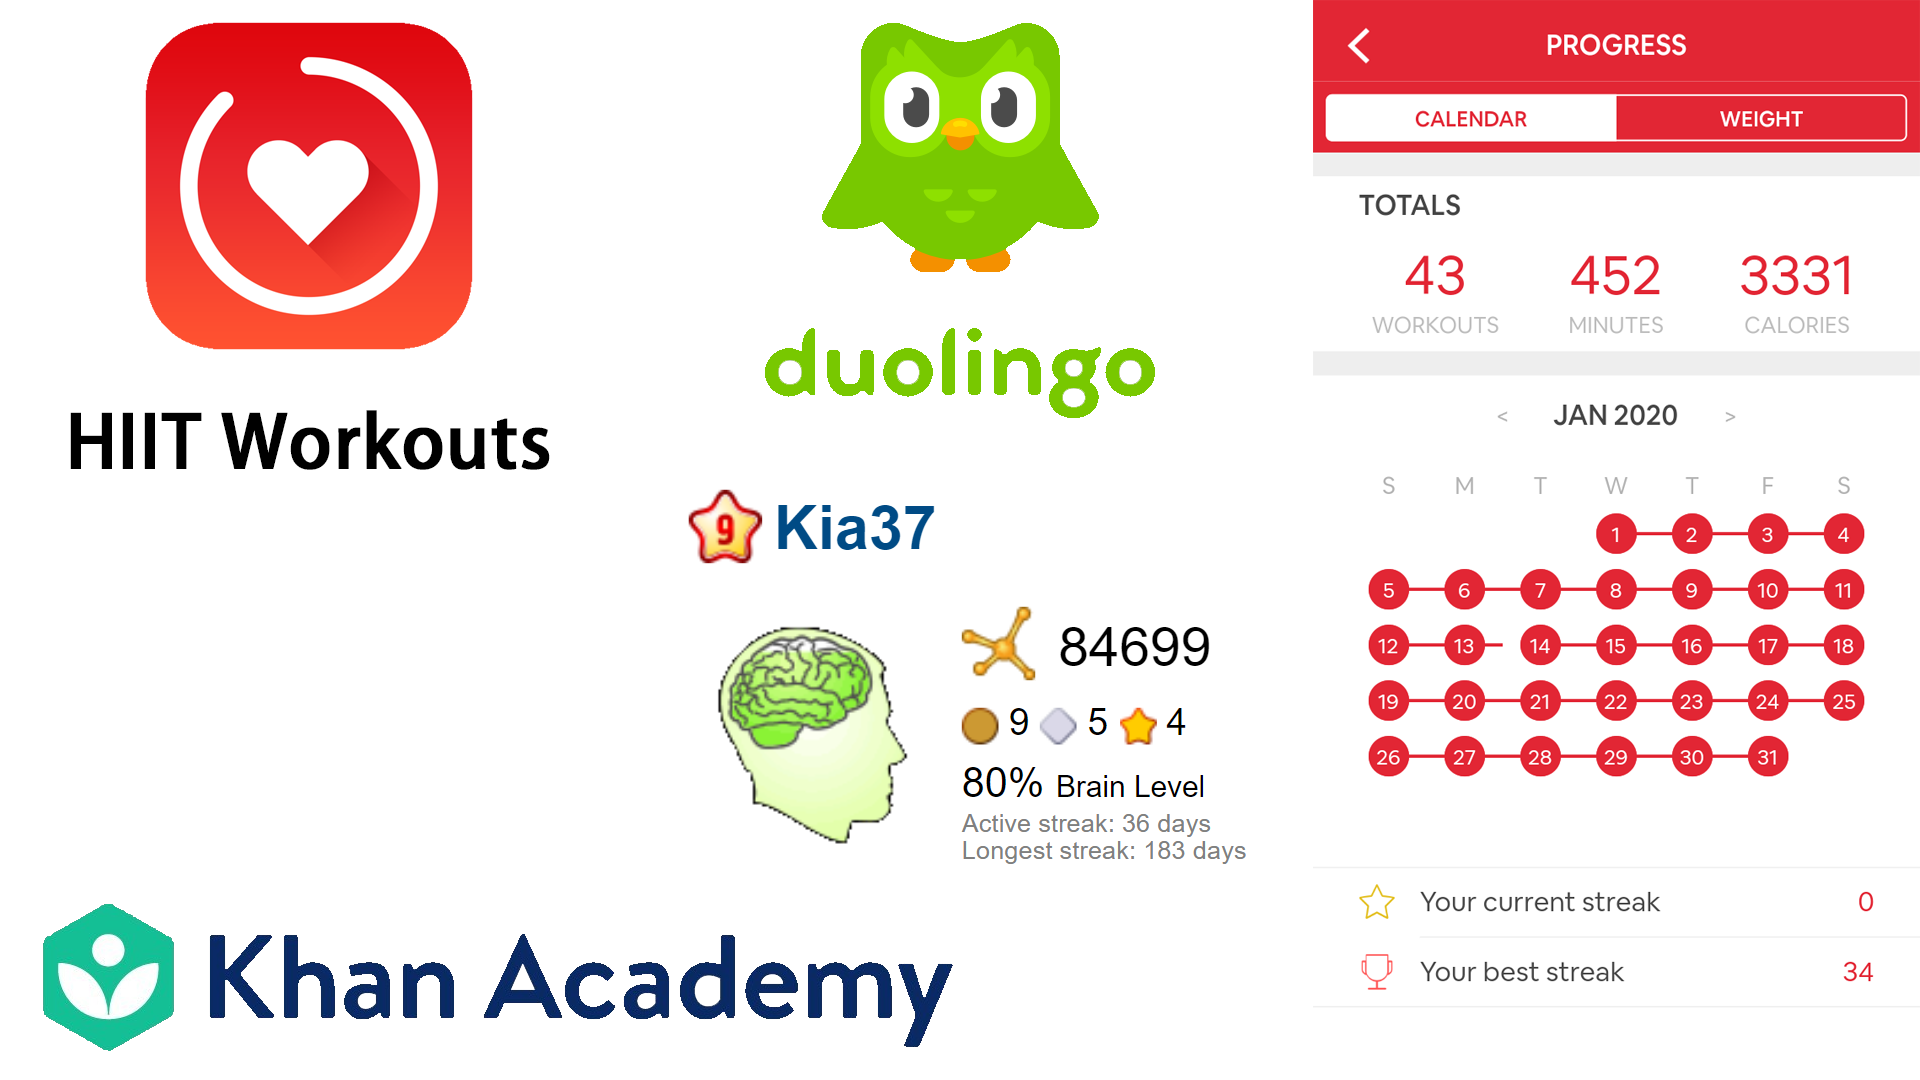 HIIT Workouts
duolingo
9 Kia37
84699
9 5 4
80% Brain Level
Active streak: 36 days
Longest streak: 183 days
Khan Academy
PROGRESS
CALENDAR WEIGHT
TOTALS
43 452 3331
WORKOUTS MINUTES CALORIES
< JAN 2020 >
S M T W T F S
1 2 3 4
5 6 7 8 9 10 11
12 13 14 15 16 17 18
19 20 21 22 23 24 25
26 27 28 29 30 31
Your current streak 0
Your best streak 34